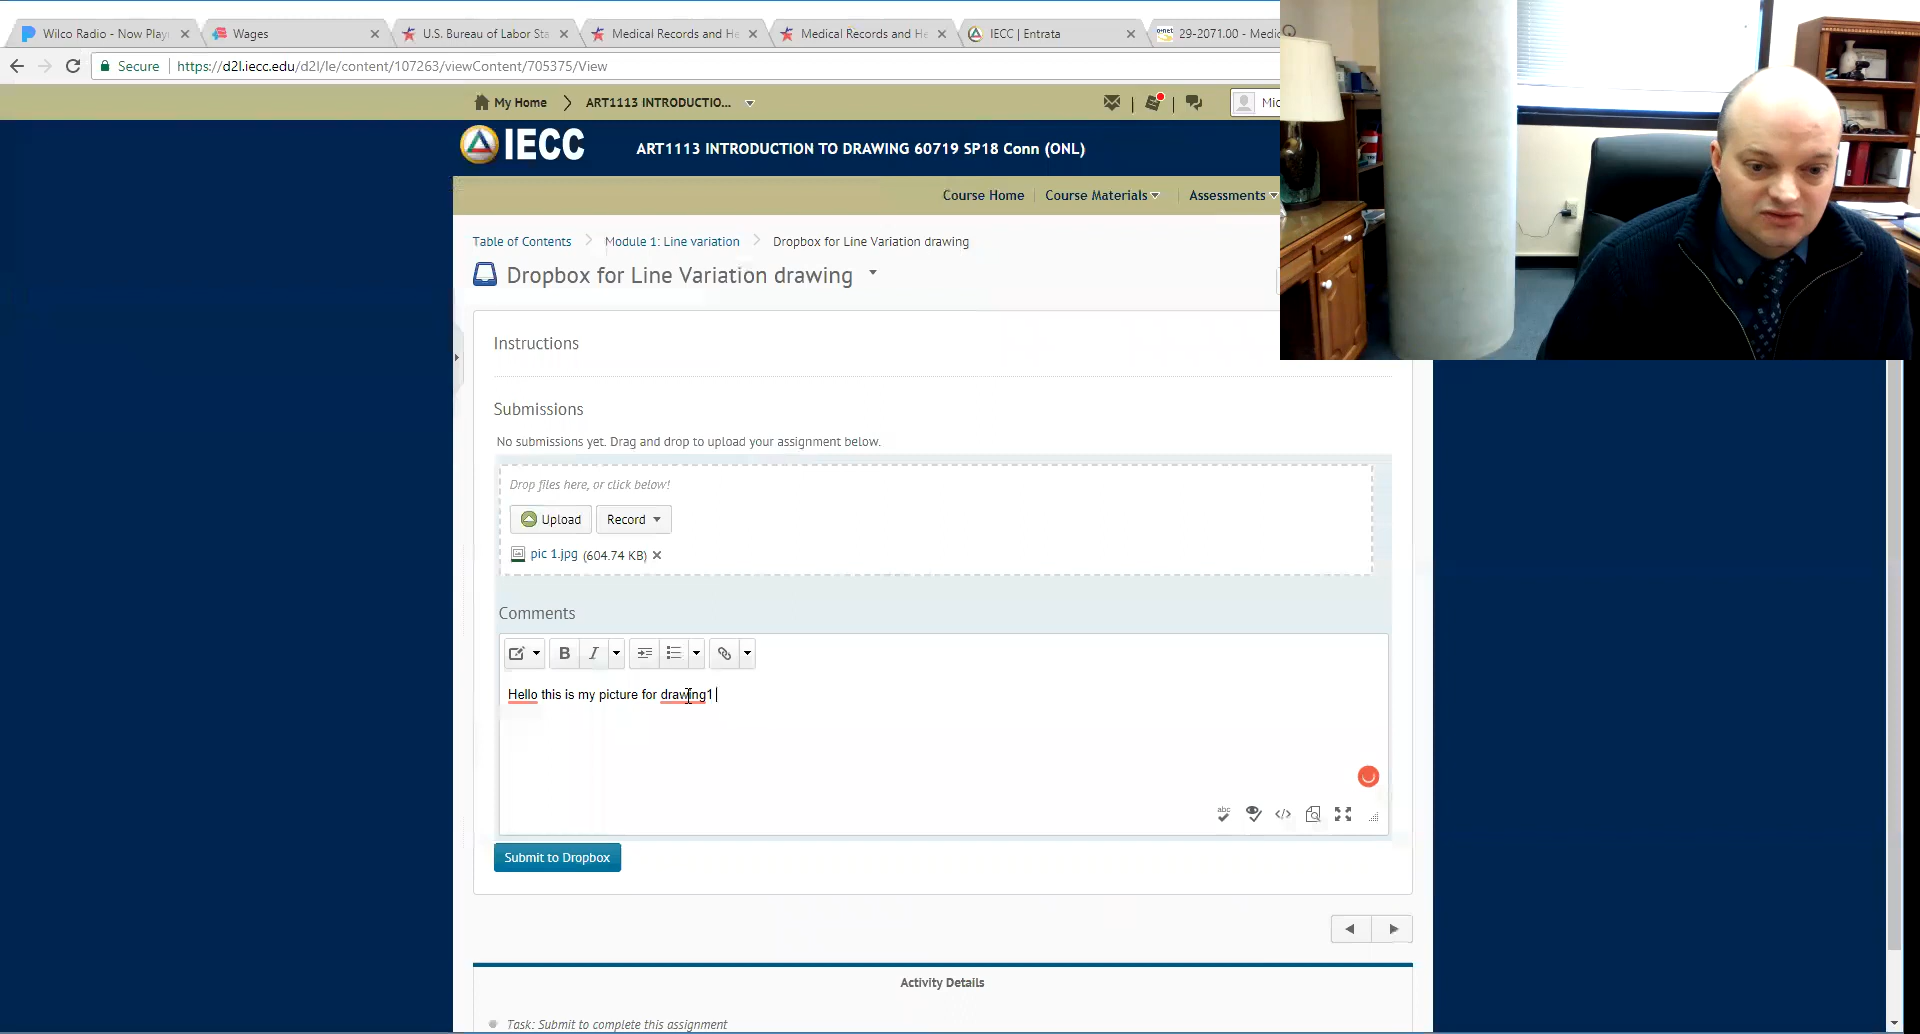 Wilco Radio - Now Play
Wages
U.S. Bureau of Labor Sta
Medical Records and He
Medical Records and He
IECC | Entrata
29-2071.00 - Medic
Secure
https://d2l.iecc.edu/d2l/le/content/107263/viewContent/705375/View
My Home
ART1113 INTRODUCTIO...
Mic
IECC
ART1113 INTRODUCTION TO DRAWING 60719 SP18 Conn (ONL)
Course Home
Course Materials
Assessments
Table of Contents
Module 1: Line variation
Dropbox for Line Variation drawing
Dropbox for Line Variation drawing
Instructions
Submissions
No submissions yet. Drag and drop to upload your assignment below.
Drop files here, or click below!
Upload
Record
pic 1.jpg (604.74 KB)
Comments
B
I
Hello this is my picture for drawing1
abc
</>
Submit to Dropbox
Activity Details
Task: Submit to complete this assignment